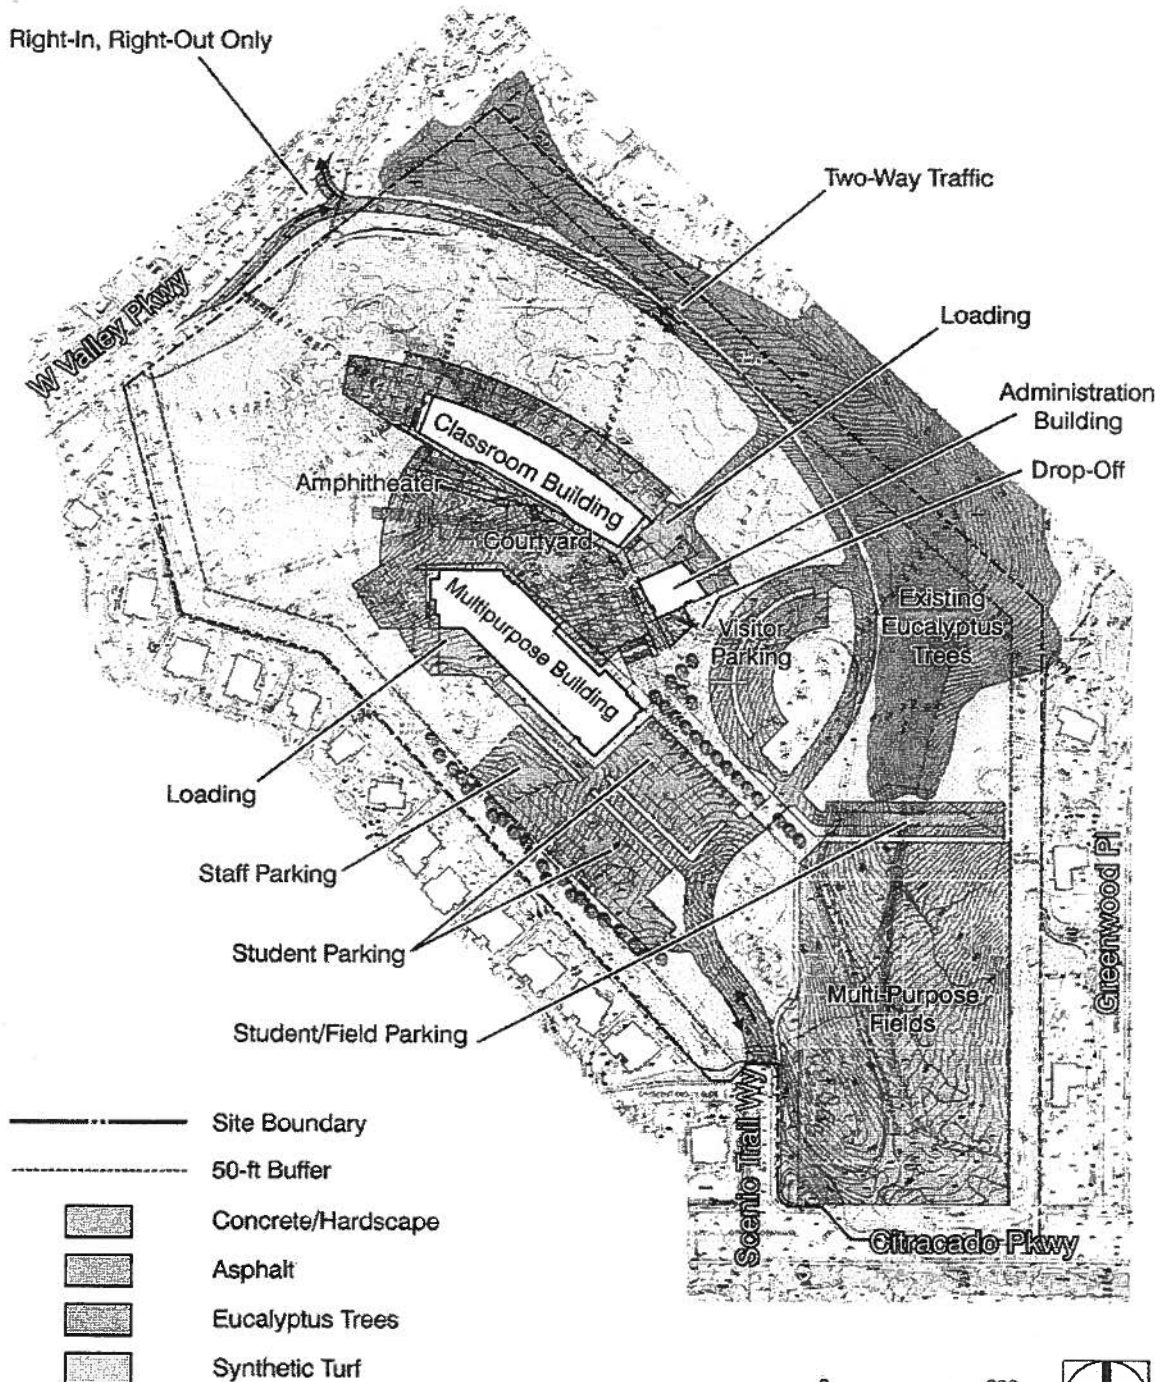 Right-In, Right-Out Only
Two-Way Traffic
W Valley Pkwy
Loading
Administration
Building
Drop-Off
Classroom Building
Amphitheater
Courtyard
Multipurpose Building
Visitor
Parking
Existing
Eucalyptus
Trees
Loading
Staff Parking
Student Parking
Student/Field Parking
Multi-Purpose
Fields
Greenwood Pl
Scenic Trail Wy
Citracado Pkwy
Site Boundary
50-ft Buffer
Concrete/Hardscape
Asphalt
Eucalyptus Trees
Synthetic Turf